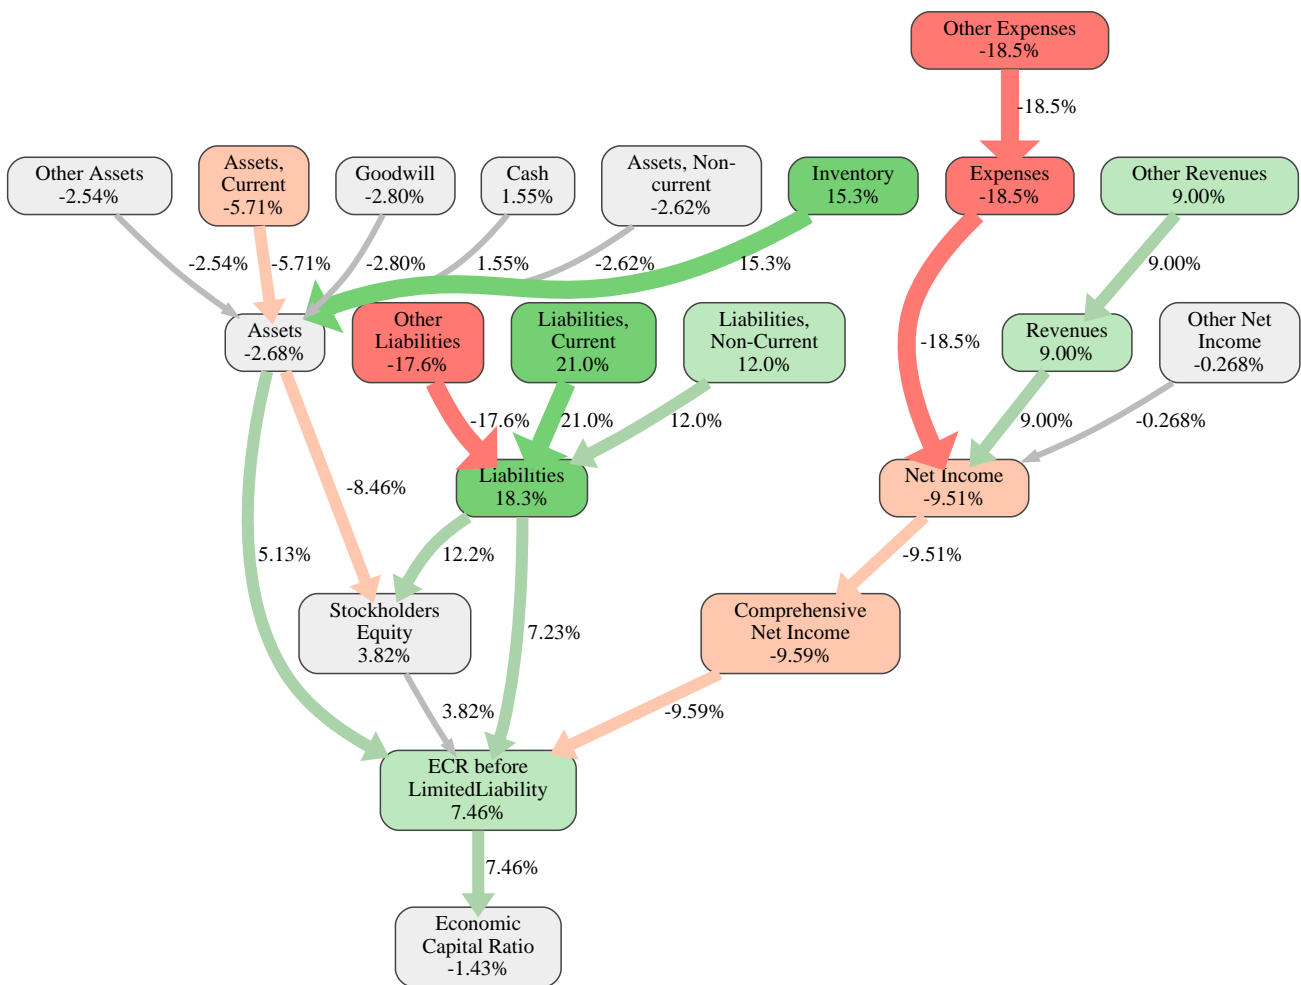 Other Expenses
-18.5%
-18.5%
Other Assets
-2.54%
Assets,
Current
-5.71%
Goodwill
-2.80%
Cash
1.55%
Assets, Non-
current
-2.62%
Inventory
15.3%
Expenses
-18.5%
Other Revenues
9.00%
-2.54%
-5.71%
-2.80%
1.55%
-2.62%
15.3%
9.00%
Assets
-2.68%
Other
Liabilities
-17.6%
Liabilities,
Current
21.0%
Liabilities,
Non-Current
12.0%
-18.5%
Revenues
9.00%
Other Net
Income
-0.268%
-17.6%
21.0%
12.0%
9.00%
-0.268%
-8.46%
Liabilities
18.3%
Net Income
-9.51%
5.13%
12.2%
-9.51%
Stockholders
Equity
3.82%
7.23%
Comprehensive
Net Income
-9.59%
3.82%
-9.59%
ECR before
LimitedLiability
7.46%
7.46%
Economic
Capital Ratio
-1.43%